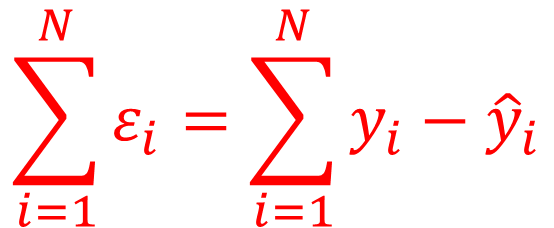 ∑_{i=1}^{N} ε_i = ∑_{i=1}^{N} y_i − ŷ_i